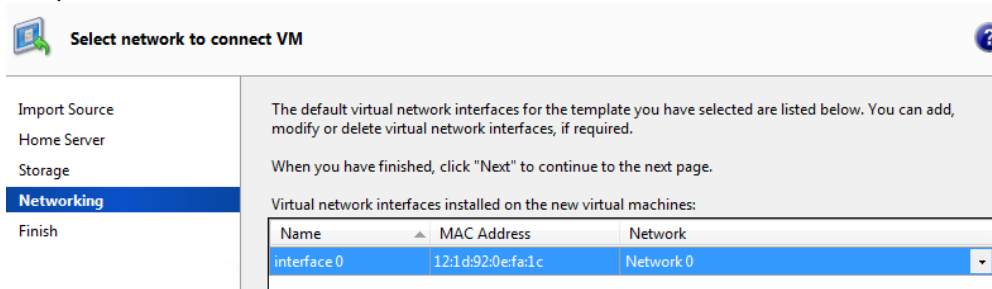 Select network to connect VM
Import Source
Home Server
Storage
Networking
Finish
The default virtual network interfaces for the template you have selected are listed below. You can add,
modify or delete virtual network interfaces, if required.
When you have finished, click "Next" to continue to the next page.
Virtual network interfaces installed on the new virtual machines:
Name MAC Address Network
interface 0 12:1d:92:0e:fa:1c Network 0